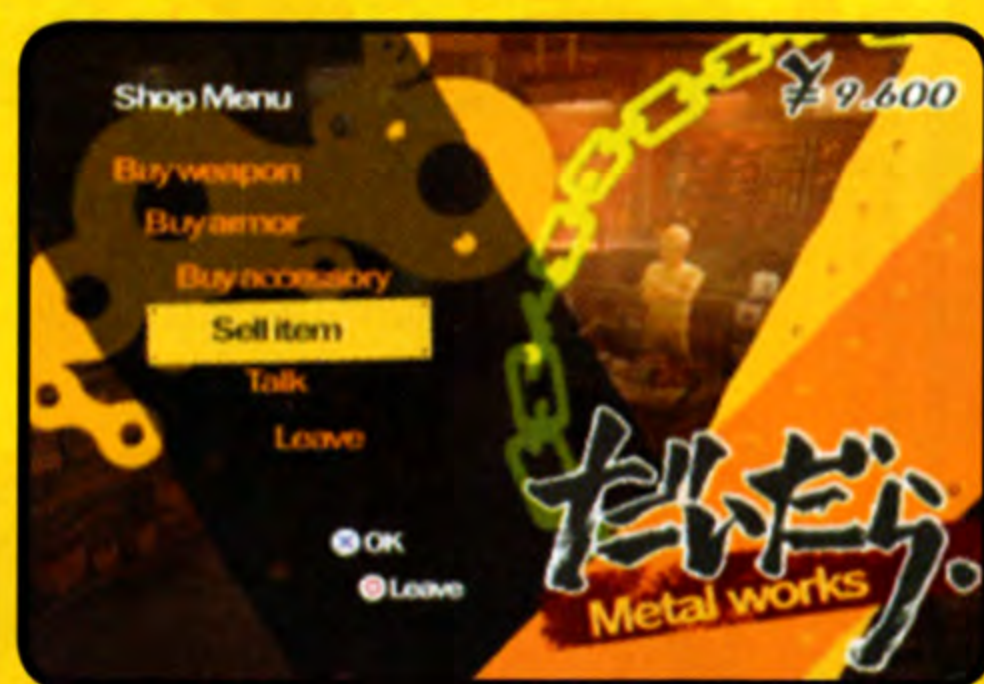 Shop Menu
¥ 9.600
Buy weapon
Buy armor
Buy accessory
Sell item
Talk
Leave
OK
Leave
だいだら.
Metal works